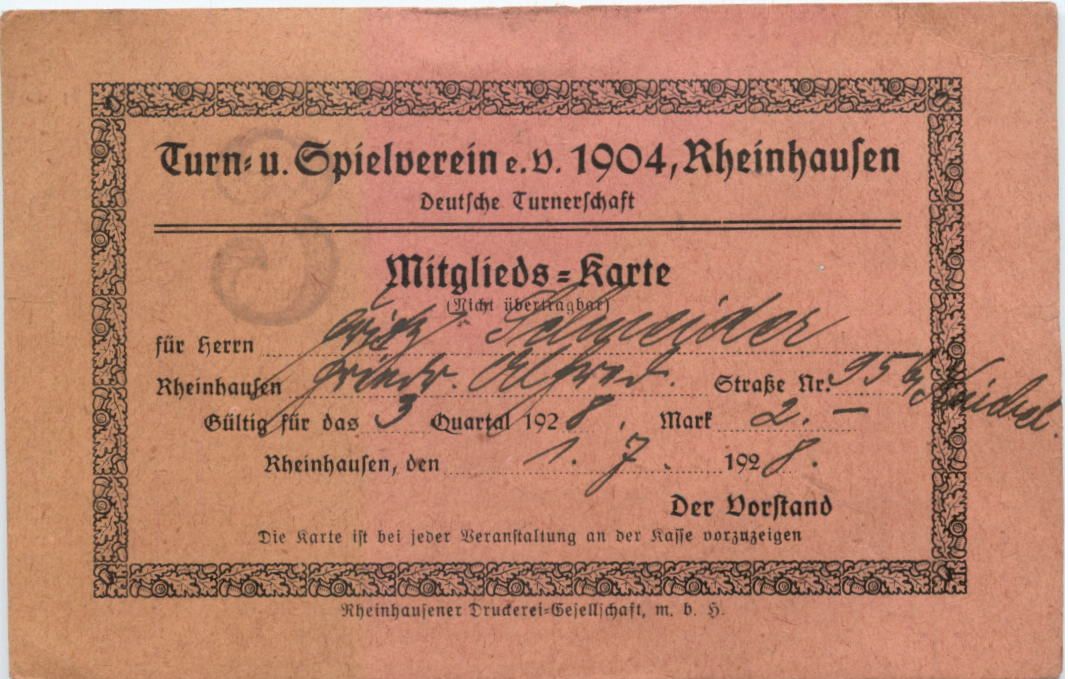 Turn- u. Spielverein e. V. 1904, Rheinhausen
Deutsche Turnerschaft
Mitglieds-Karte
(Nicht übertragbar)
für Herrn Fritz Schneider
Rheinhausen Friedr. Alfred. Straße Nr. 95
Gültig für das 3 Quartal 1928. Mark 2.–
Rheinhausen, den 1. 7. 1928.
Der Vorstand
Die Karte ist bei jeder Veranstaltung an der Kasse vorzuzeigen
Rheinhausener Druckerei-Gesellschaft, m. b. H.